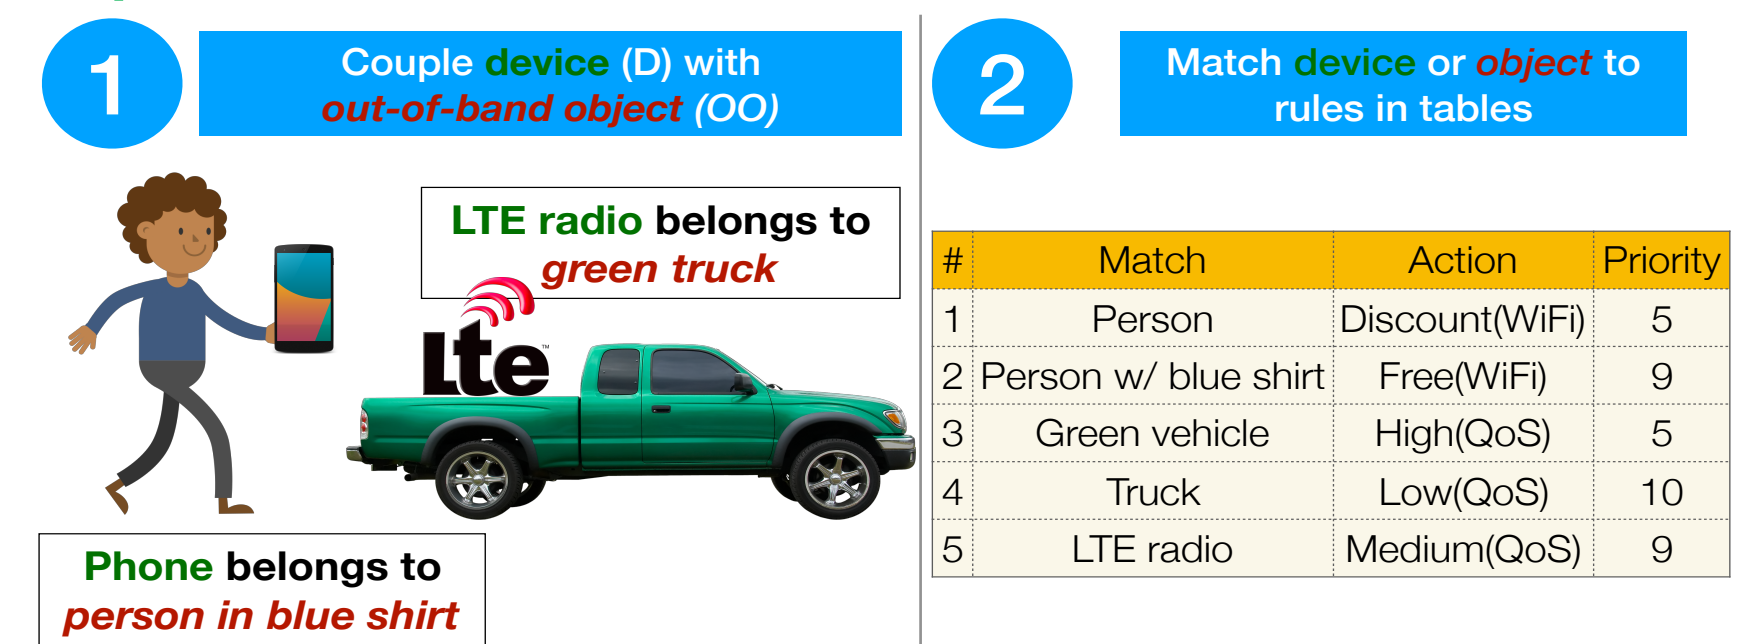 1
Couple device (D) with
out-of-band object (OO)
LTE radio belongs to
green truck
Lte™
Phone belongs to
person in blue shirt
2
Match device or object to
rules in tables
# Match Action Priority
1 Person Discount(WiFi) 5
2 Person w/ blue shirt Free(WiFi) 9
3 Green vehicle High(QoS) 5
4 Truck Low(QoS) 10
5 LTE radio Medium(QoS) 9